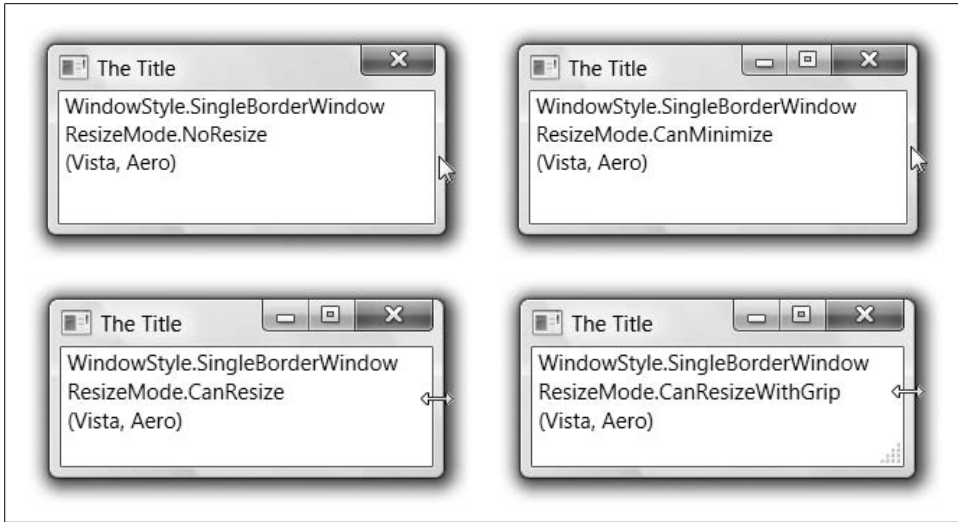 The Title
WindowStyle.SingleBorderWindow
ResizeMode.NoResize
(Vista, Aero)
The Title
WindowStyle.SingleBorderWindow
ResizeMode.CanMinimize
(Vista, Aero)
The Title
WindowStyle.SingleBorderWindow
ResizeMode.CanResize
(Vista, Aero)
The Title
WindowStyle.SingleBorderWindow
ResizeMode.CanResizeWithGrip
(Vista, Aero)